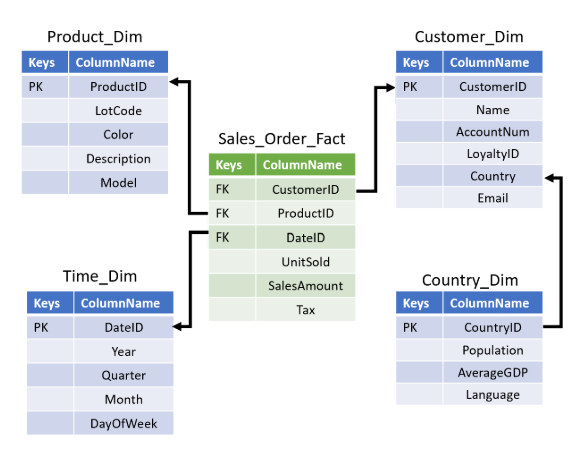 Product_Dim
Keys ColumnName
PK ProductID
LotCode
Color
Description
Model
Customer_Dim
Keys ColumnName
PK CustomerID
Name
AccountNum
LoyaltyID
Country
Email
Sales_Order_Fact
Keys ColumnName
FK CustomerID
FK ProductID
FK DateID
UnitSold
SalesAmount
Tax
Time_Dim
Keys ColumnName
PK DateID
Year
Quarter
Month
DayOfWeek
Country_Dim
Keys ColumnName
PK CountryID
Population
AverageGDP
Language